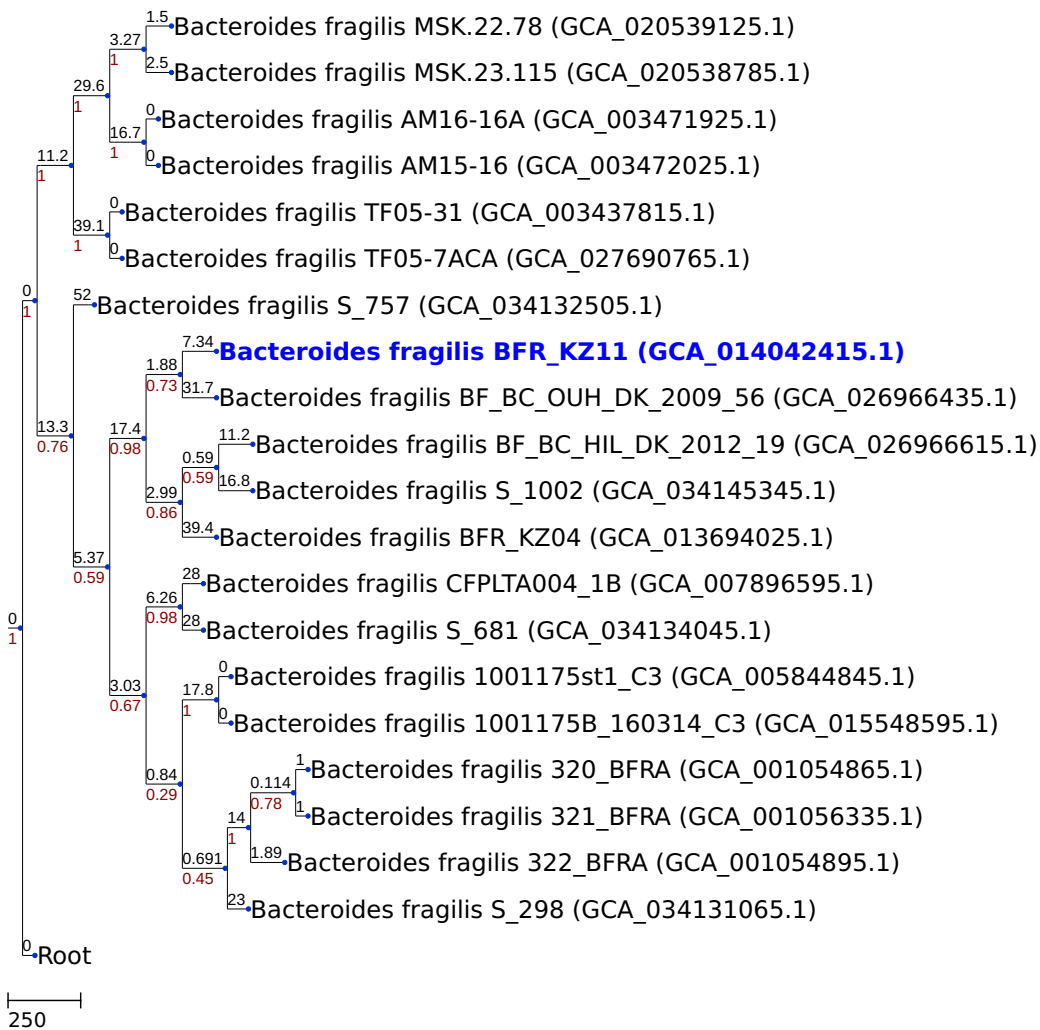 1.5
Bacteroides fragilis MSK.22.78 (GCA_020539125.1)
3.27
1
2.5
Bacteroides fragilis MSK.23.115 (GCA_020538785.1)
29.6
1
0
Bacteroides fragilis AM16-16A (GCA_003471925.1)
16.7
1
0
Bacteroides fragilis AM15-16 (GCA_003472025.1)
11.2
1
0
Bacteroides fragilis TF05-31 (GCA_003437815.1)
39.1
1
0
Bacteroides fragilis TF05-7ACA (GCA_027690765.1)
0
1
52
Bacteroides fragilis S_757 (GCA_034132505.1)
7.34
Bacteroides fragilis BFR_KZ11 (GCA_014042415.1)
1.88
0.73
31.7
Bacteroides fragilis BF_BC_OUH_DK_2009_56 (GCA_026966435.1)
13.3
0.76
17.4
0.98
11.2
Bacteroides fragilis BF_BC_HIL_DK_2012_19 (GCA_026966615.1)
0.59
0.59
16.8
Bacteroides fragilis S_1002 (GCA_034145345.1)
2.99
0.86
39.4
Bacteroides fragilis BFR_KZ04 (GCA_013694025.1)
5.37
0.59
28
Bacteroides fragilis CFPLTA004_1B (GCA_007896595.1)
6.26
0.98
28
Bacteroides fragilis S_681 (GCA_034134045.1)
0
1
3.03
0.67
0
Bacteroides fragilis 1001175st1_C3 (GCA_005844845.1)
17.8
1
0
Bacteroides fragilis 1001175B_160314_C3 (GCA_015548595.1)
0.84
0.29
1
Bacteroides fragilis 320_BFRA (GCA_001054865.1)
0.114
0.78
1
Bacteroides fragilis 321_BFRA (GCA_001056335.1)
14
1
1.89
Bacteroides fragilis 322_BFRA (GCA_001054895.1)
0.691
0.45
23
Bacteroides fragilis S_298 (GCA_034131065.1)
0
Root
250